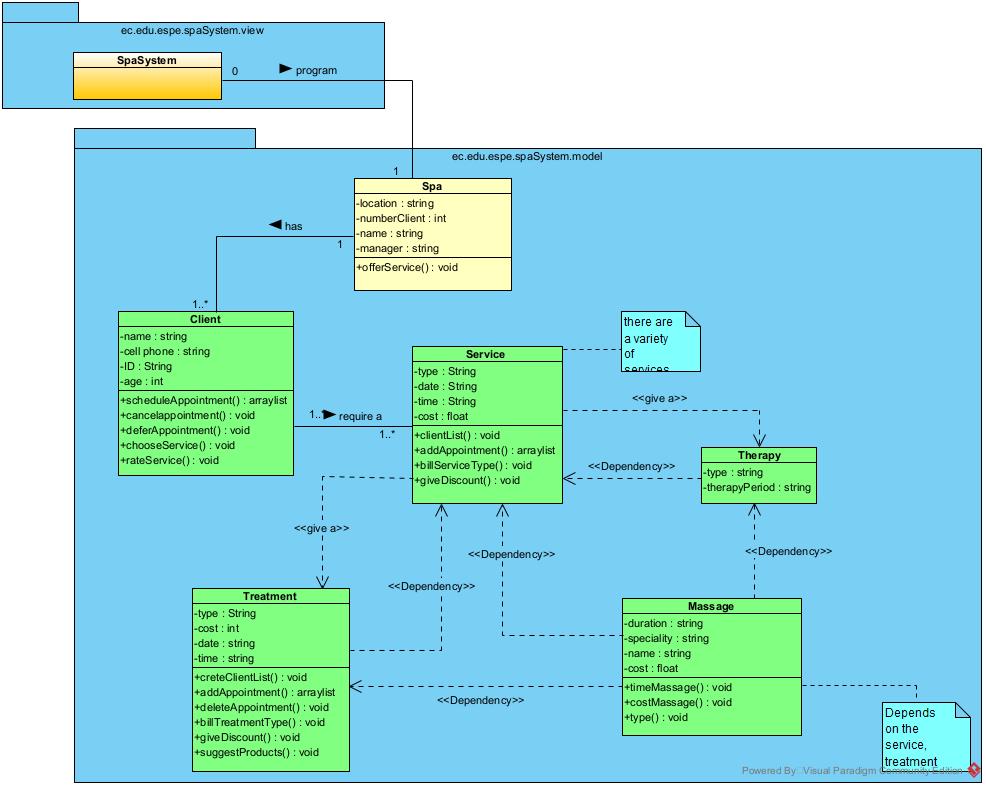 ec.edu.espe.spaSystem.view
SpaSystem
0
program
ec.edu.espe.spaSystem.model
1
Spa
-location : string
-numberClient : int
-name : string
-manager : string
+offerService() : void
has
1
1..*
Client
-name : string
-cell phone : string
-ID : String
-age : int
+scheduleAppointment() : arraylist
+cancelappointment() : void
+deferAppointment() : void
+chooseService() : void
+rateService() : void
1..*
require a
1..*
Service
-type : String
-date : String
-time : String
-cost : float
+clientList() : void
+addAppointment() : arraylist
+billServiceType() : void
+giveDiscount() : void
there are
a variety
of
services
<<give a>>
<<Dependency>>
Therapy
-type : string
-therapyPeriod : string
<<give a>>
<<Dependency>>
<<Dependency>>
<<Dependency>>
Treatment
-type : String
-cost : int
-date : string
-time : string
+creteClientList() : void
+addAppointment() : arraylist
+deleteAppointment() : void
+billTreatmentType() : void
+giveDiscount() : void
+suggestProducts() : void
<<Dependency>>
Massage
-duration : string
-speciality : string
-name : string
-cost : float
+timeMassage() : void
+costMassage() : void
+type() : void
Depends
on the
service,
treatment
Powered By Visual Paradigm Community Edition